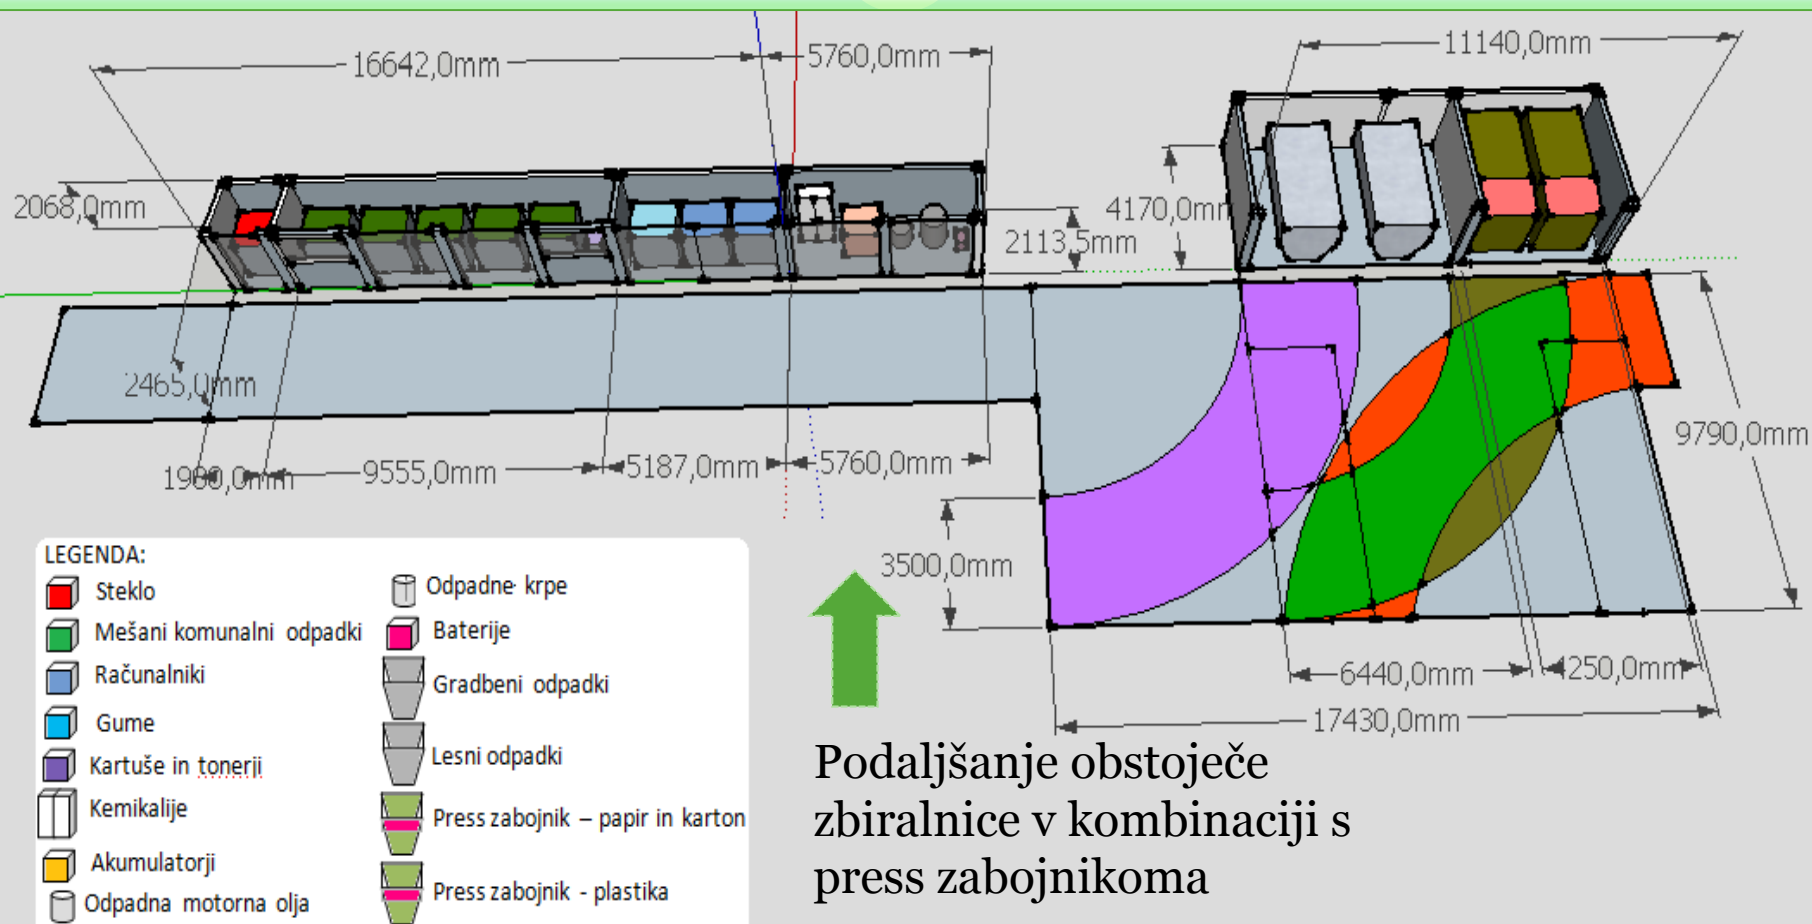 16642,0mm
5760,0mm
11140,0mm
2068,0mm
4170,0mm
2113,5mm
2465,0mm
9555,0mm
5187,0mm
5760,0mm
9790,0mm
3500,0mm
6440,0mm
4250,0mm
17430,0mm
LEGENDA:
Steklo
Mešani komunalni odpadki
Računalniki
Gume
Kartuše in tonerji
Kemikalije
Akumulatorji
Odpadna motorna olja
Odpadne krpe
Baterije
Gradbeni odpadki
Lesni odpadki
Press zabojnik – papir in karton
Press zabojnik - plastika
Podaljšanje obstoječe
zbiralnice v kombinaciji s
press zabojnikoma